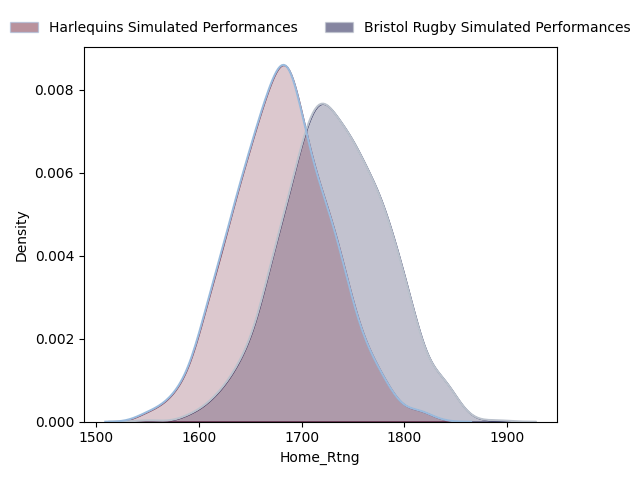 Harlequins Simulated Performances
Bristol Rugby Simulated Performances
0.008
0.006
0.004
0.002
0.000
Density
1500
1600
1700
1800
1900
Home_Rtng